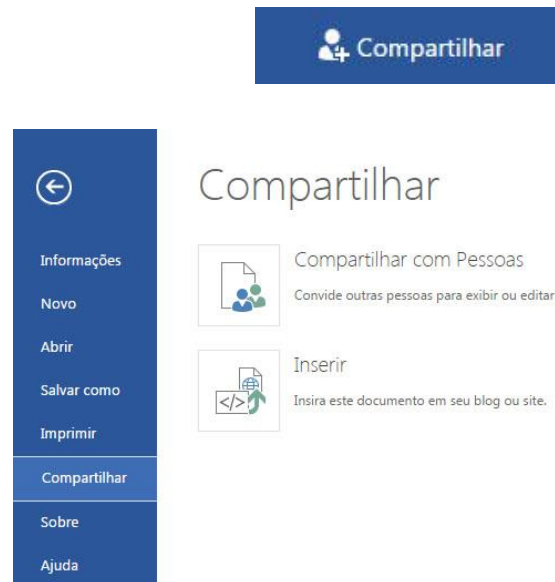 Compartilhar
Compartilhar
Informações
Novo
Abrir
Salvar como
Imprimir
Compartilhar
Sobre
Ajuda
Compartilhar com Pessoas
Convide outras pessoas para exibir ou editar
Inserir
</>
Insira este documento em seu blog ou site.